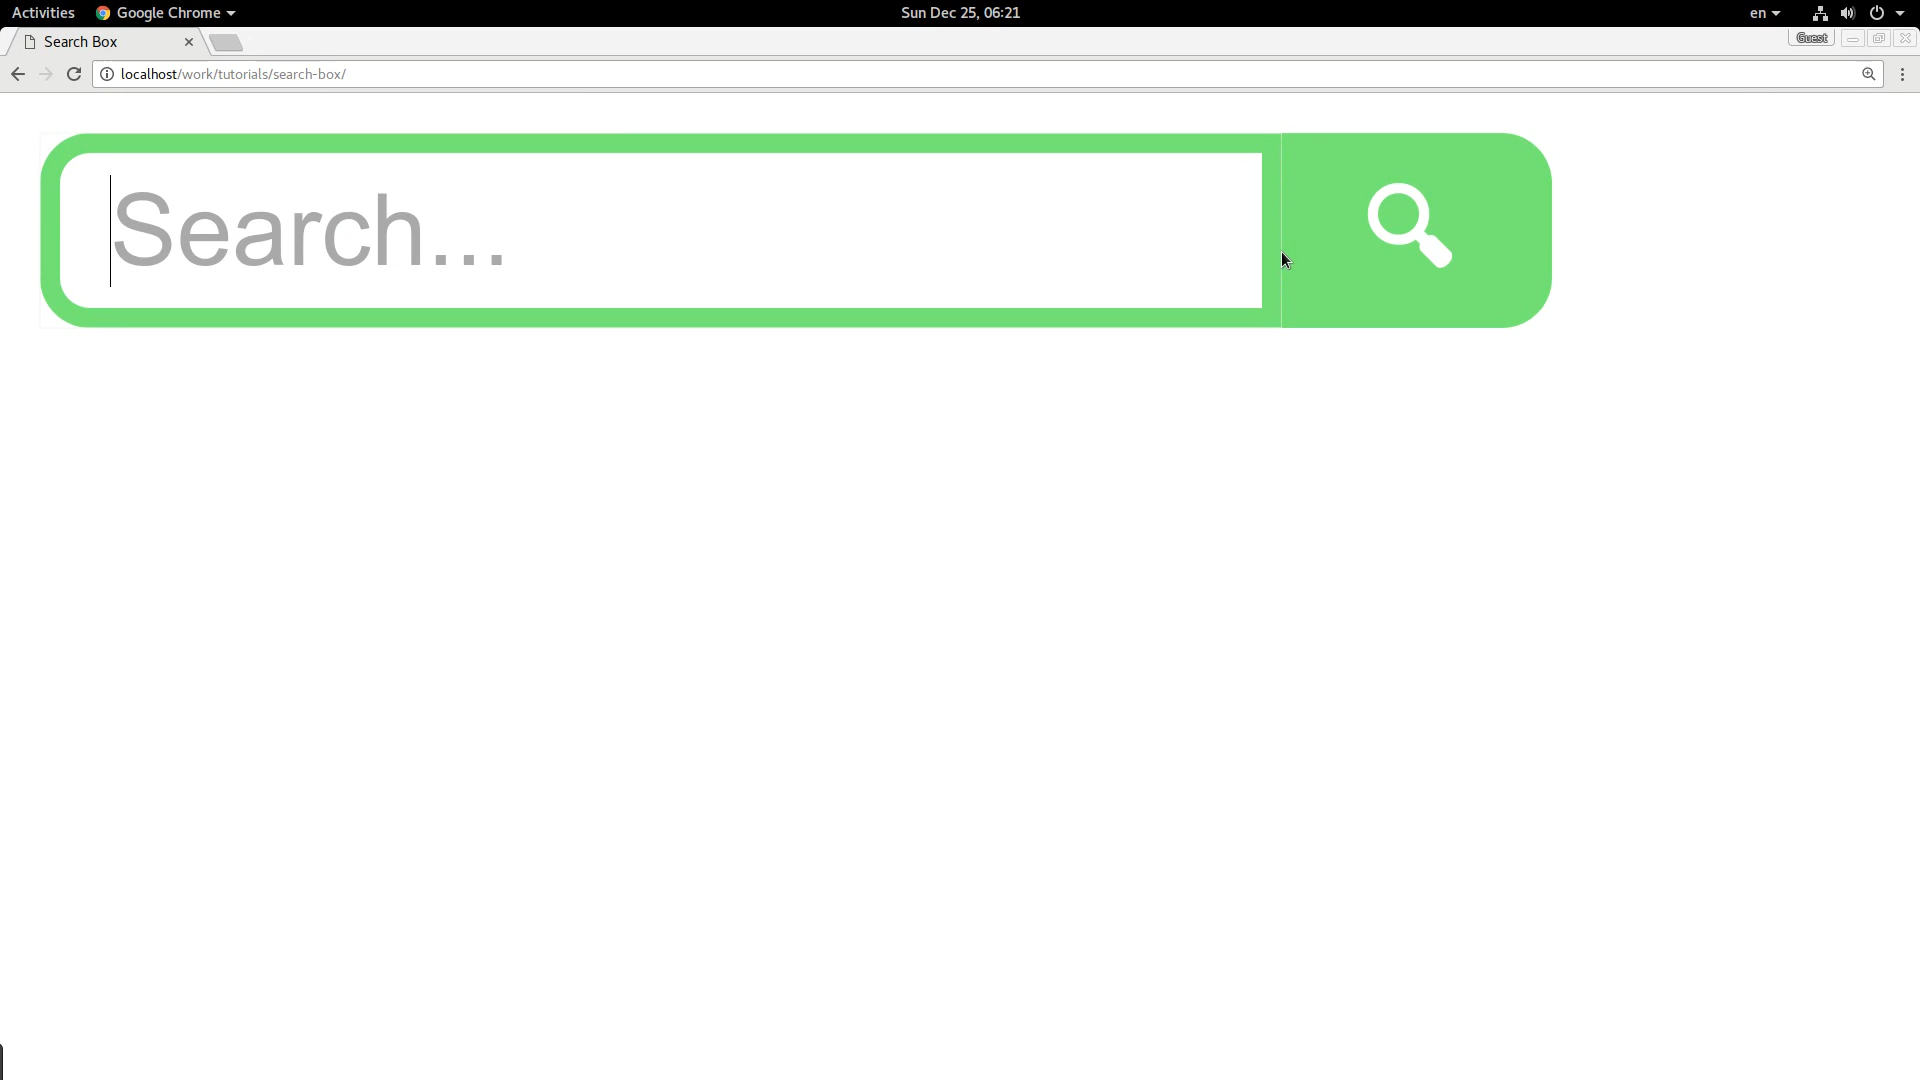 Activities Google Chrome Sun Dec 25, 06:21 en
Search Box Guest
localhost/work/tutorials/search-box/
Search...